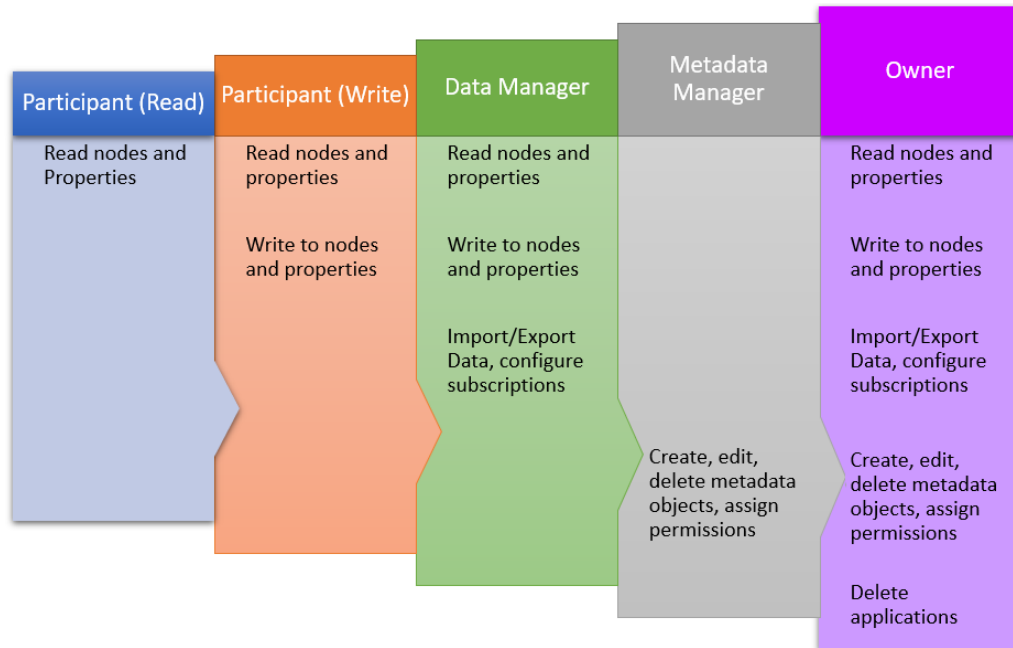 Participant (Read)
Read nodes and
Properties
Participant (Write)
Read nodes and
properties
Write to nodes
and properties
Data Manager
Read nodes and
properties
Write to nodes
and properties
Import/Export
Data, configure
subscriptions
Metadata
Manager
Create, edit,
delete metadata
objects, assign
permissions
Owner
Read nodes and
properties
Write to nodes
and properties
Import/Export
Data, configure
subscriptions
Create, edit,
delete metadata
objects, assign
permissions
Delete
applications